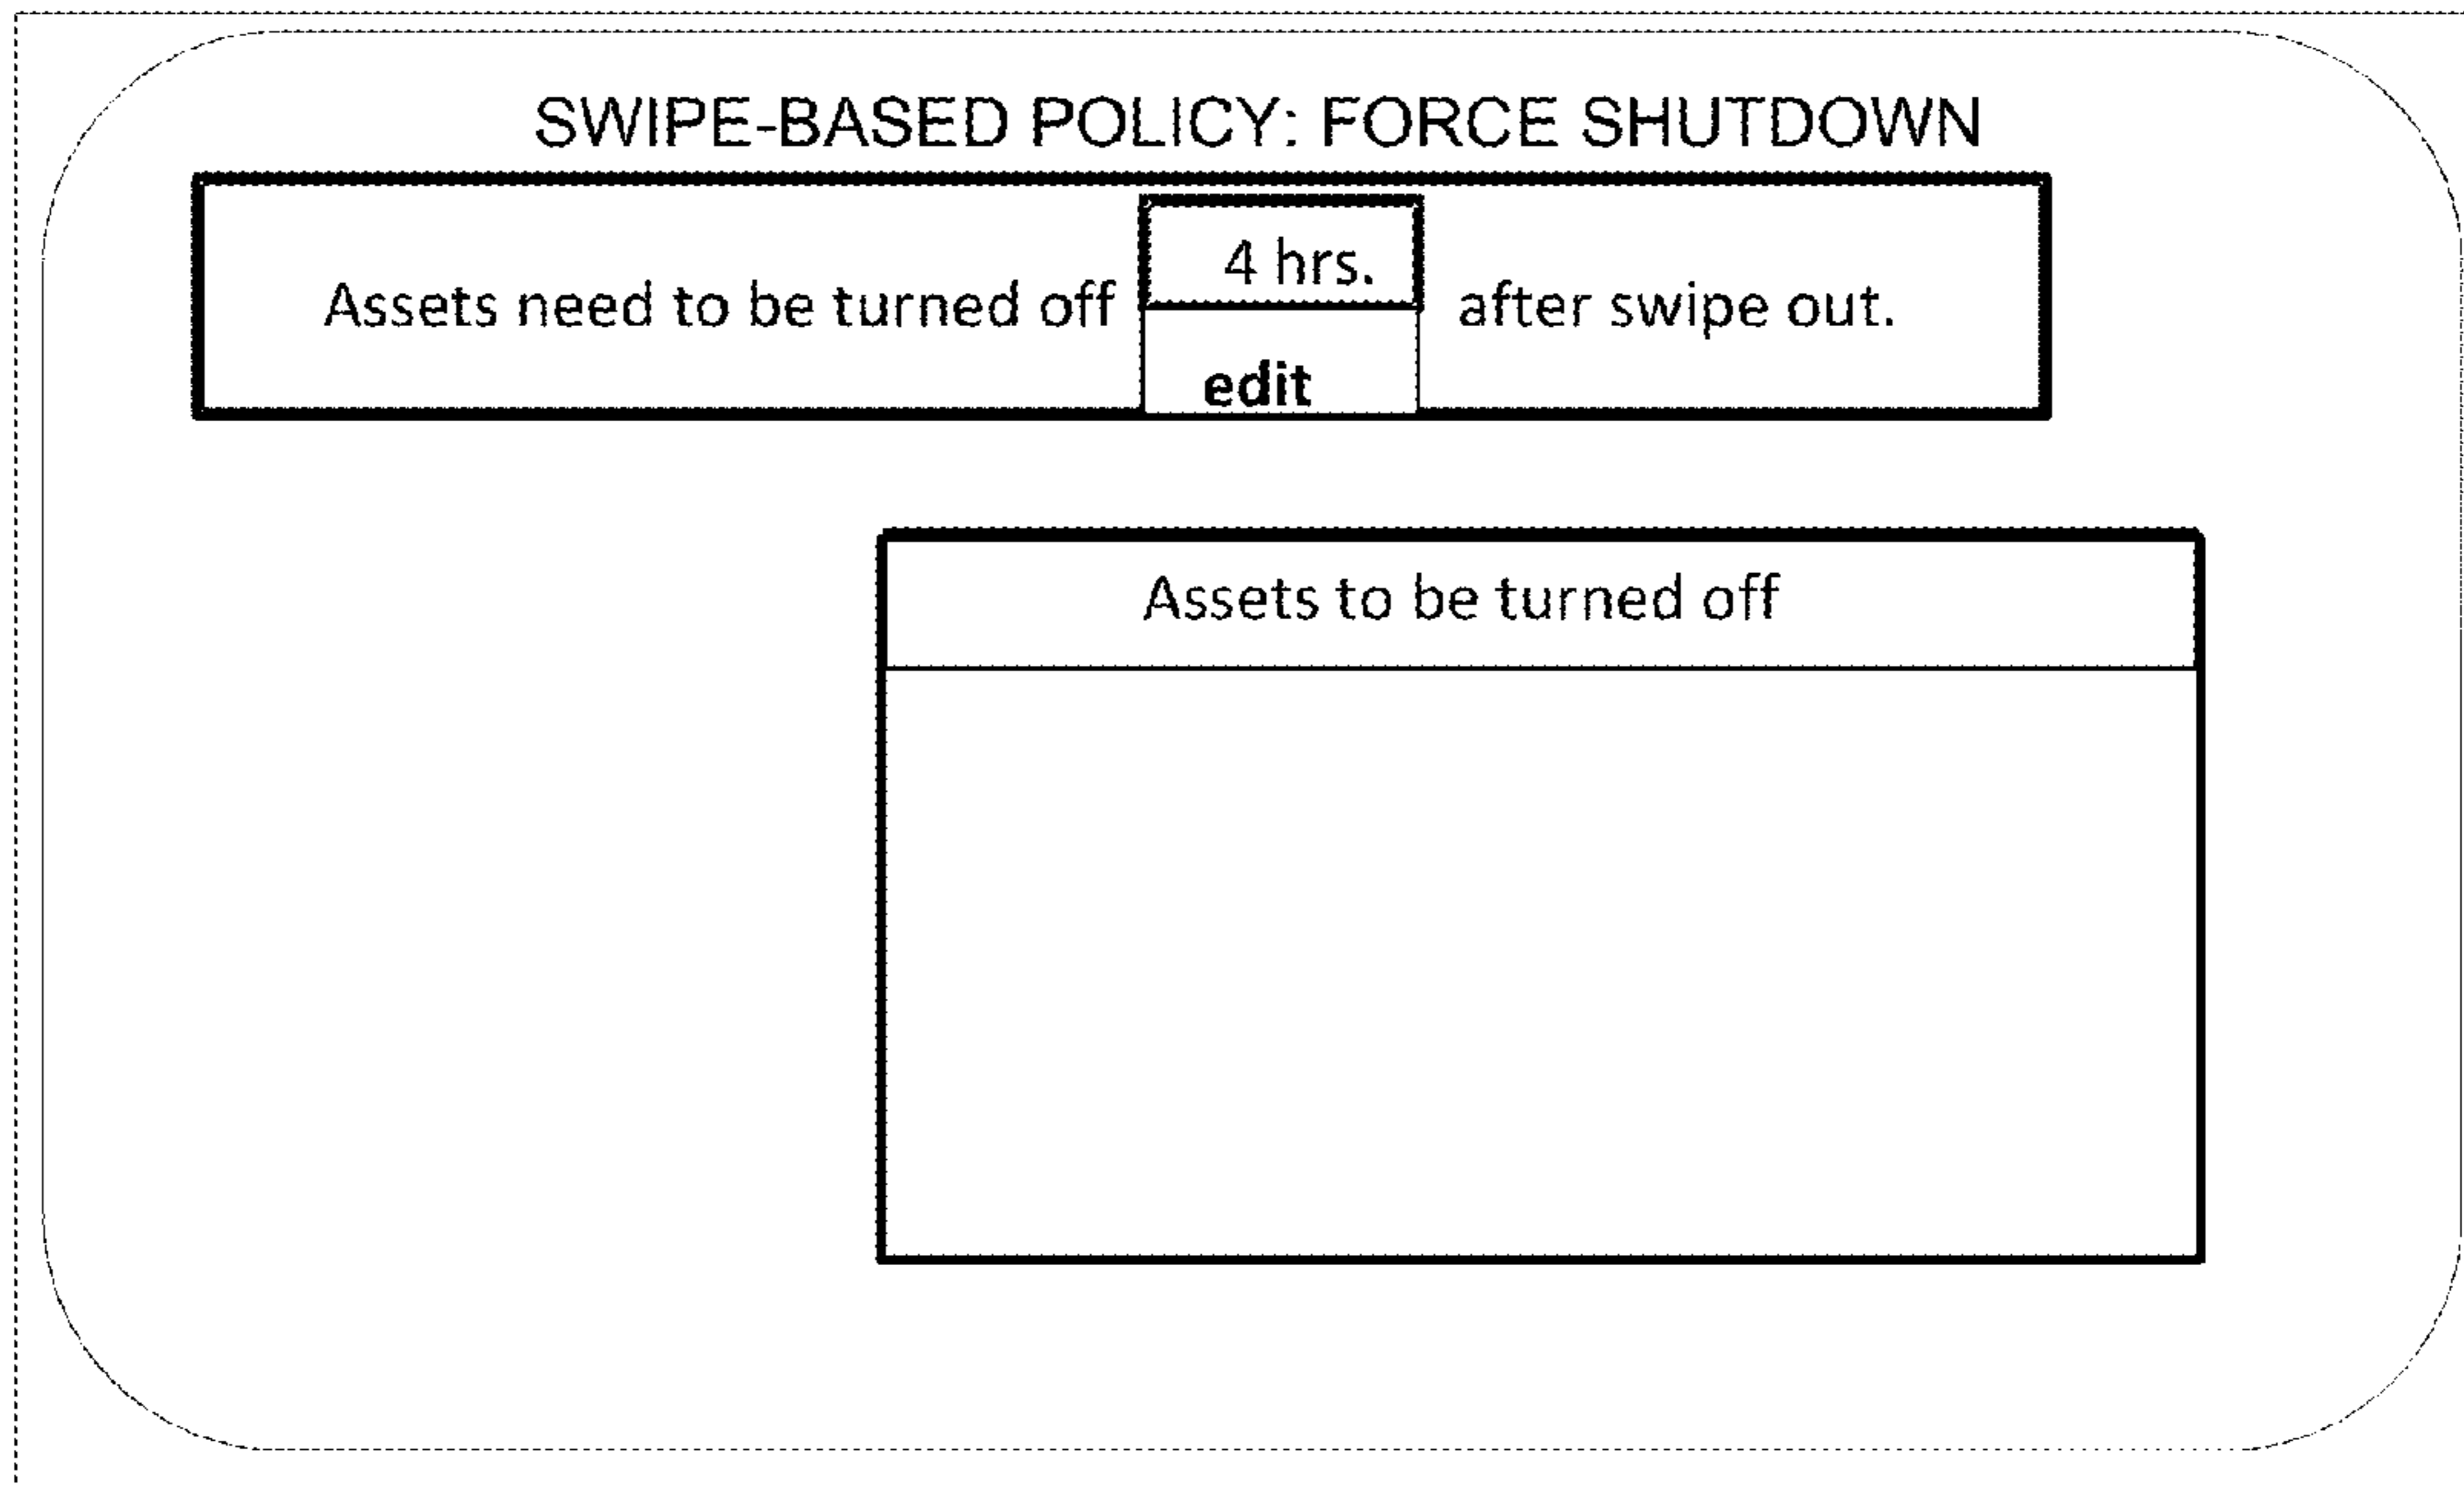 SWIPE-BASED POLICY: FORCE SHUTDOWN
Assets need to be turned off 4 hrs. after swipe out.
edit
Assets to be turned off